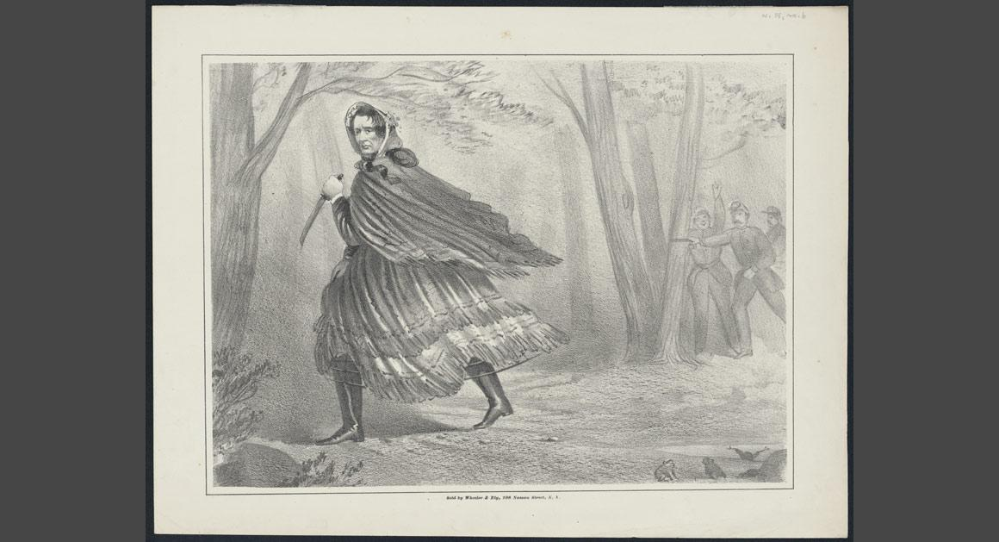 Sold by Wheeler & Ely, 108 Nassau Street, N. Y.